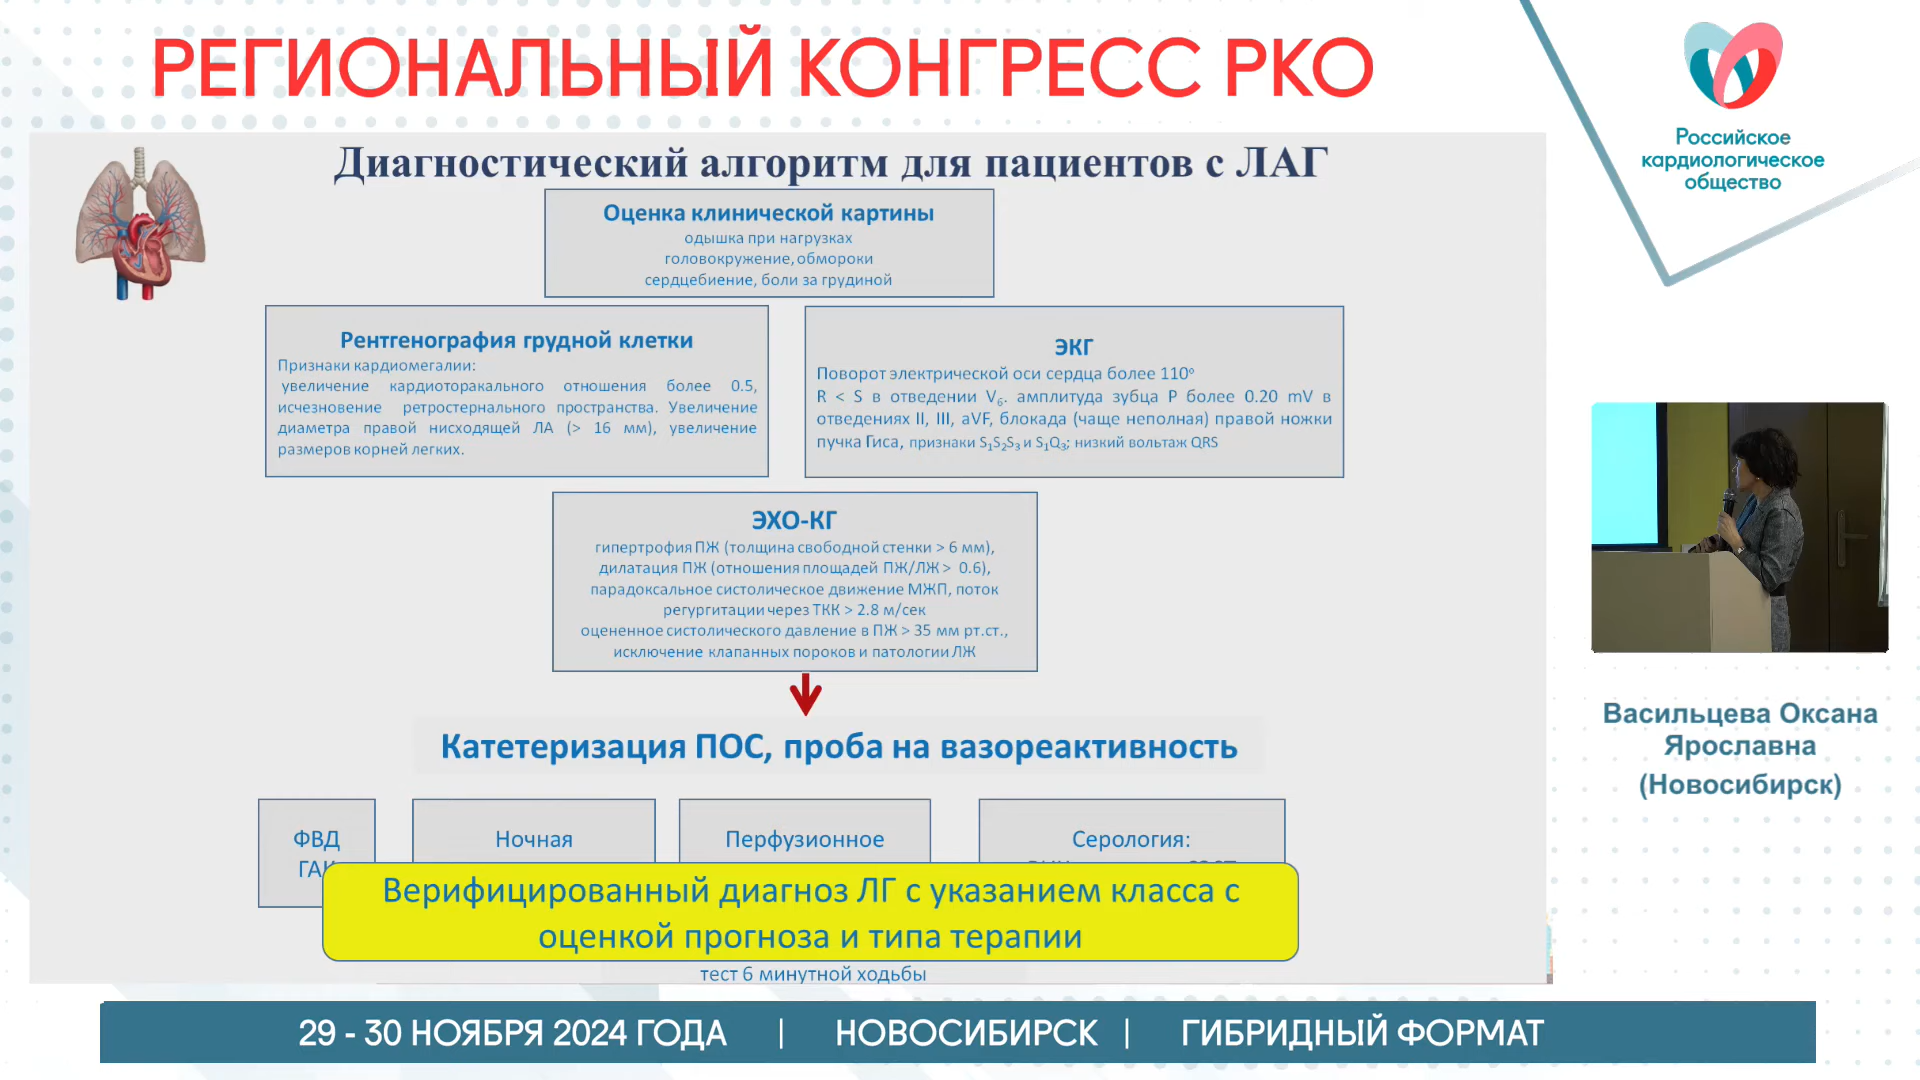 РЕГИОНАЛЬНЫЙ КОНГРЕСС РКО
Российское
кардиологическое
общество
Диагностический алгоритм для пациентов с ЛАГ
Оценка клинической картины
одышка при нагрузках
головокружение, обмороки
сердцебиение, боли за грудиной
Рентгенография грудной клетки
Признаки кардиомегалии:
увеличение кардиоторакального отношения более 0.5,
исчезновение ретростернального пространства. Увеличение
диаметра правой нисходящей ЛА (> 16 мм), увеличение
размеров корней легких.
ЭКГ
Поворот электрической оси сердца более 110°
R < S в отведении V₆. амплитуда зубца P более 0.20 mV в
отведениях II, III, aVF, блокада (чаще неполная) правой ножки
пучка Гиса, признаки S₁S₂S₃ и S₁Q₃; низкий вольтаж QRS
ЭХО-КГ
гипертрофия ПЖ (толщина свободной стенки > 6 мм),
дилатация ПЖ (отношения площадей ПЖ/ЛЖ > 0.6),
парадоксальное систолическое движение МЖП, поток
регургитации через ТКК > 2.8 м/сек
оцененное систолического давление в ПЖ > 35 мм рт.ст.,
исключение клапанных пороков и патологии ЛЖ
Катетеризация ПОС, проба на вазореактивность
ФВД
Ночная
Перфузионное
Серология:
Верифицированный диагноз ЛГ с указанием класса с
оценкой прогноза и типа терапии
тест 6 минутной ходьбы
Васильцева Оксана
Ярославна
(Новосибирск)
29 - 30 НОЯБРЯ 2024 ГОДА | НОВОСИБИРСК | ГИБРИДНЫЙ ФОРМАТ